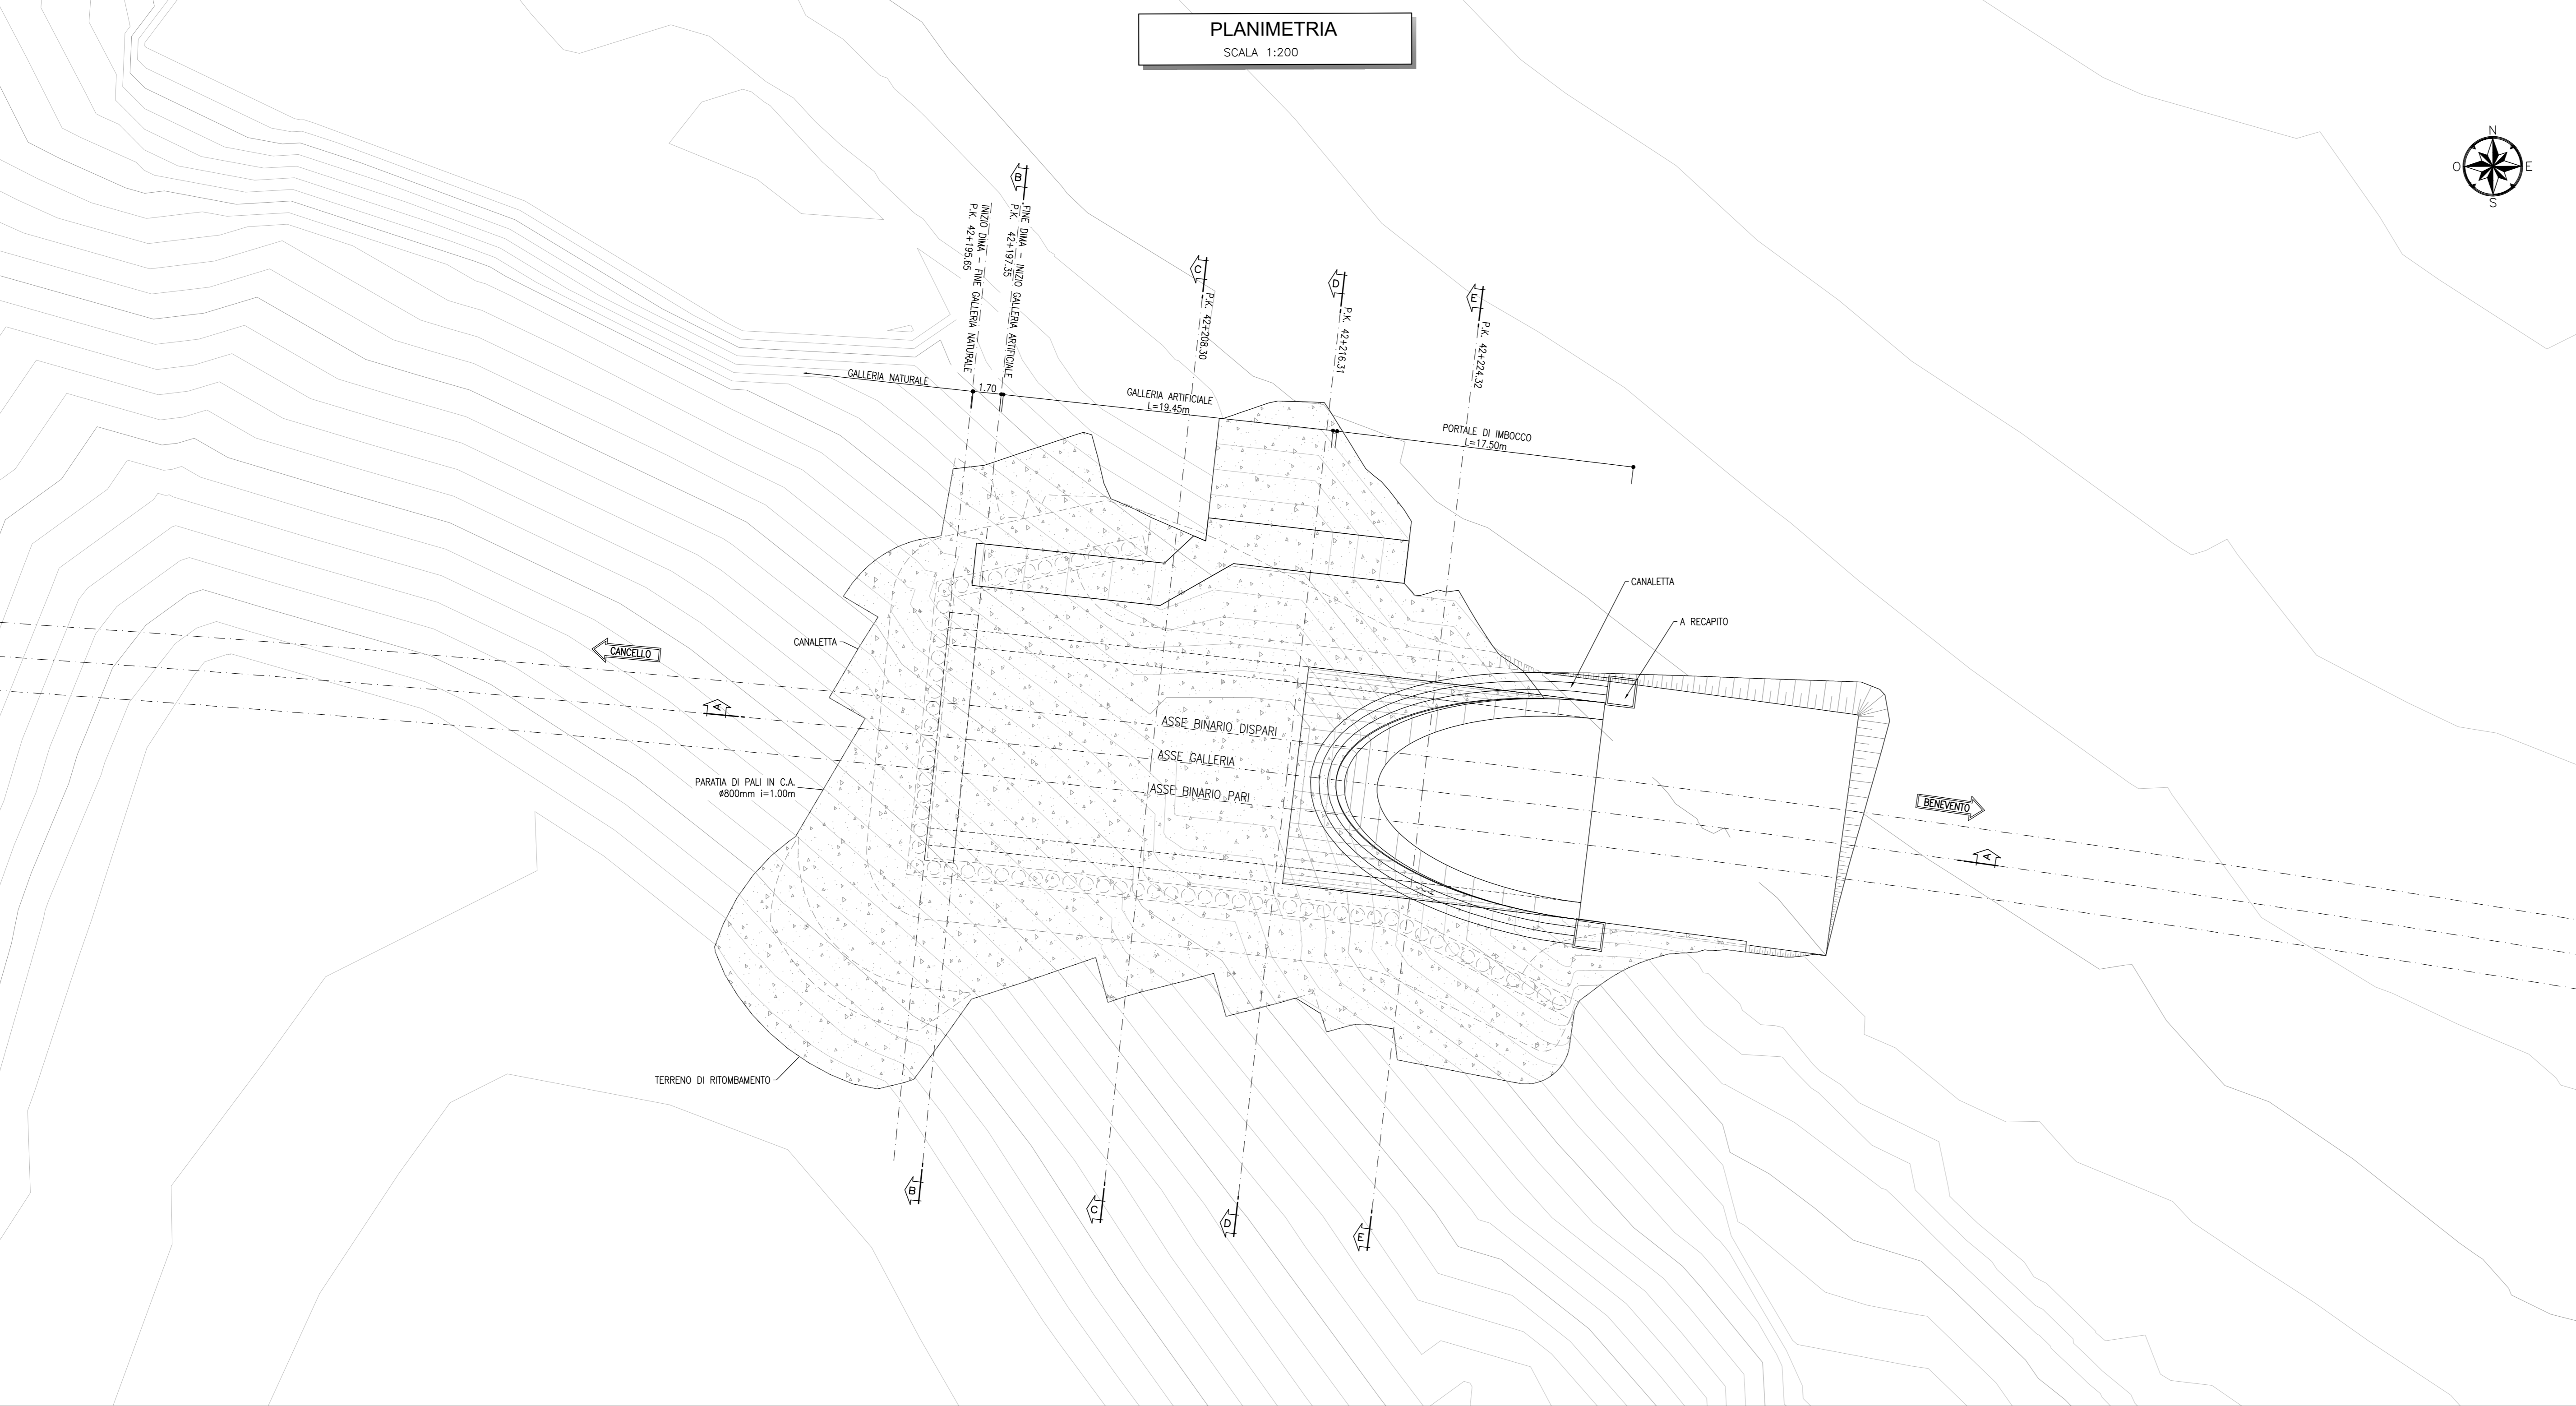 PLANIMETRIA
SCALA 1:200
N
O
E
S
B
INIZIO DIMA - FINE GALLERIA NATURALE
P.K. 42+195.65
FINE DIMA - INIZIO GALLERIA ARTIFICIALE
P.K. 42+197.35
C
P.K. 42+208.30
D
P.K. 42+216.31
E
P.K. 42+224.32
GALLERIA NATURALE
1.70
GALLERIA ARTIFICIALE
L=19.45m
PORTALE DI IMBOCCO
L=17.50m
CANALETTA
A RECAPITO
CANALETTA
CANCELLO
A
ASSE BINARIO DISPARI
ASSE GALLERIA
ASSE BINARIO PARI
PARATIA DI PALI IN C.A.
ø800mm i=1.00m
BENEVENTO
A
TERRENO DI RITOMBAMENTO
B
C
D
E